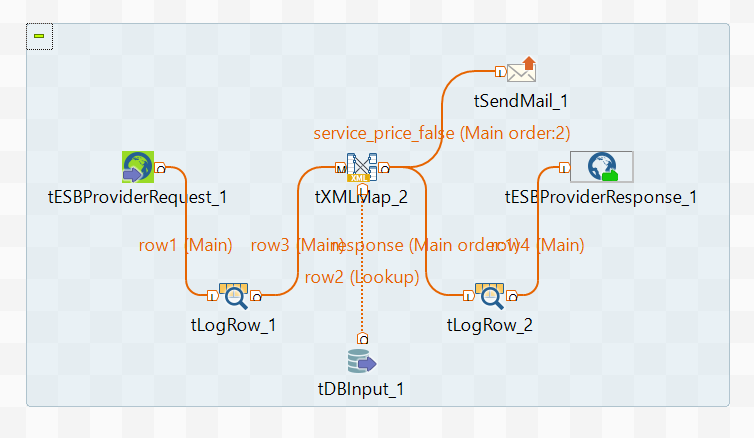 tSendMail_1
service_price_false (Main order:2)
tESBProviderRequest_1
tXMLMap_2
tESBProviderResponse_1
row1 (Main)
row3 (Main)
response (Main order:1)
row4 (Main)
row2 (Lookup)
tLogRow_1
tLogRow_2
tDBInput_1